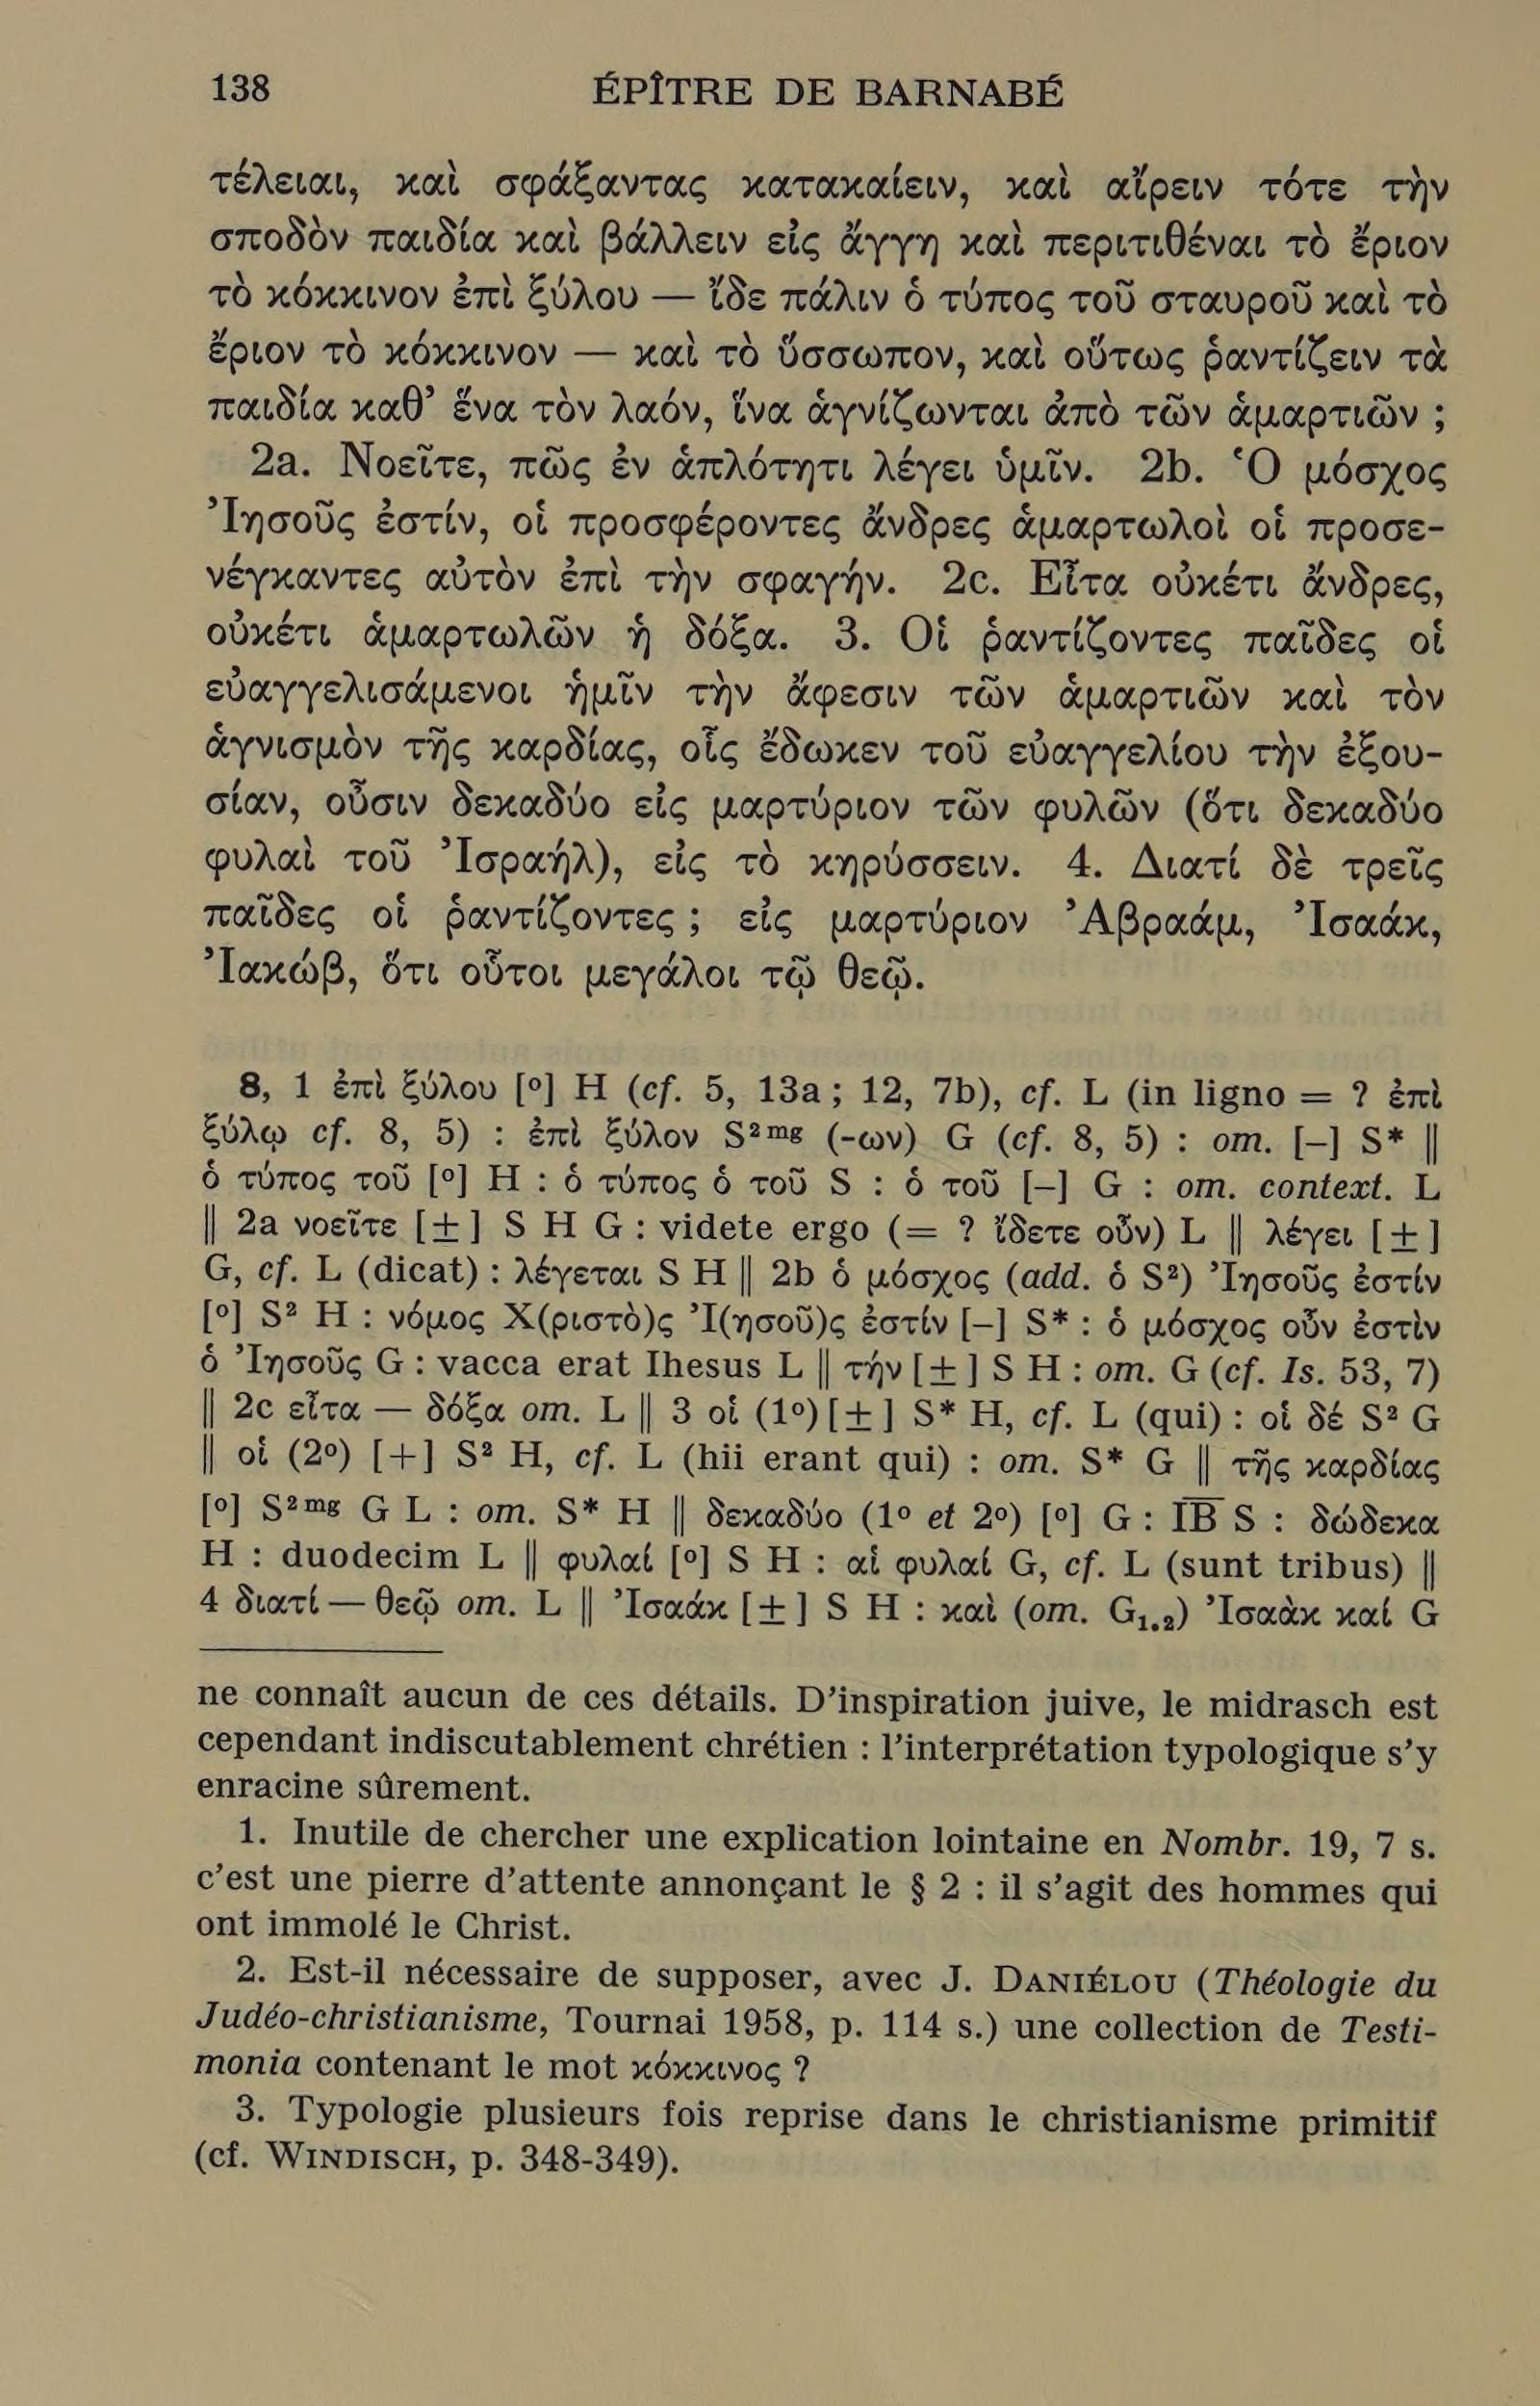 138
ÉPÎTRE DE BARNABÉ
τέλειαι, καὶ σφάξαντας κατακαίειν, καὶ αἴρειν τότε τὴν
σποδὸν παιδία καὶ βάλλειν εἰς ἄγγη καὶ περιτιθέναι τὸ ἔριον
τὸ κόκκινον ἐπὶ ξύλου — ἴδε πάλιν ὁ τύπος τοῦ σταυροῦ καὶ τὸ
ἔριον τὸ κόκκινον — καὶ τὸ ὕσσωπον, καὶ οὕτως ῥαντίζειν τὰ
παιδία καθ’ ἕνα τὸν λαόν, ἵνα ἁγνίζωνται ἀπὸ τῶν ἁμαρτιῶν ;
2a. Νοεῖτε, πῶς ἐν ἁπλότητι λέγει ὑμῖν. 2b. Ὁ μόσχος
Ἰησοῦς ἐστίν, οἱ προσφέροντες ἄνδρες ἁμαρτωλοὶ οἱ προσε-
νέγκαντες αὐτὸν ἐπὶ τὴν σφαγήν. 2c. Εἶτα οὐκέτι ἄνδρες,
οὐκέτι ἁμαρτωλῶν ἡ δόξα. 3. Οἱ ῥαντίζοντες παῖδες οἱ
εὐαγγελισάμενοι ἡμῖν τὴν ἄφεσιν τῶν ἁμαρτιῶν καὶ τὸν
ἁγνισμὸν τῆς καρδίας, οἷς ἔδωκεν τοῦ εὐαγγελίου τὴν ἐξου-
σίαν, οὖσιν δεκαδύο εἰς μαρτύριον τῶν φυλῶν (ὅτι δεκαδύο
φυλαὶ τοῦ Ἰσραήλ), εἰς τὸ κηρύσσειν. 4. Διατί δὲ τρεῖς
παῖδες οἱ ῥαντίζοντες ; εἰς μαρτύριον Ἀβραάμ, Ἰσαάκ,
Ἰακώβ, ὅτι οὗτοι μεγάλοι τῷ θεῷ.
8, 1 ἐπὶ ξύλου [º] H (cf. 5, 13a ; 12, 7b), cf. L (in ligno = ? ἐπὶ
ξύλῳ cf. 8, 5) : ἐπὶ ξύλον S²ᵐᵍ (-ων) G (cf. 8, 5) : om. [–] S* ||
ὁ τύπος τοῦ [º] H : ὁ τύπος ὁ τοῦ S : ὁ τοῦ [–] G : om. context. L
|| 2a νοεῖτε [±] S H G : videte ergo (= ? ἴδετε οὖν) L || λέγει [±]
G, cf. L (dicat) : λέγεται S H || 2b ὁ μόσχος (add. ὁ S²) Ἰησοῦς ἐστίν
[º] S² H : νόμος Χ(ριστὸ)ς Ἰ(ησοῦ)ς ἐστίν [–] S* : ὁ μόσχος οὖν ἐστὶν
ὁ Ἰησοῦς G : vacca erat Ihesus L || τήν [±] S H : om. G (cf. Is. 53, 7)
|| 2c εἶτα — δόξα om. L || 3 οἱ (1º) [±] S* H, cf. L (qui) : οἱ δέ S² G
|| οἱ (2º) [+] S² H, cf. L (hii erant qui) : om. S* G || τῆς καρδίας
[º] S²ᵐᵍ G L : om. S* H || δεκαδύο (1º et 2º) [º] G : I̅B̅ S : δώδεκα
H : duodecim L || φυλαί [º] S H : αἱ φυλαί G, cf. L (sunt tribus) ||
4 διατί — θεῷ om. L || Ἰσαάκ [±] S H : καὶ (om. G₁.₂) Ἰσαὰκ καί G
ne connaît aucun de ces détails. D’inspiration juive, le midrasch est
cependant indiscutablement chrétien : l’interprétation typologique s’y
enracine sûrement.
1. Inutile de chercher une explication lointaine en Nombr. 19, 7 s.
c’est une pierre d’attente annonçant le § 2 : il s’agit des hommes qui
ont immolé le Christ.
2. Est-il nécessaire de supposer, avec J. DANIÉLOU (Théologie du
Judéo-christianisme, Tournai 1958, p. 114 s.) une collection de Testi-
monia contenant le mot κόκκινος ?
3. Typologie plusieurs fois reprise dans le christianisme primitif
(cf. WINDISCH, p. 348-349).